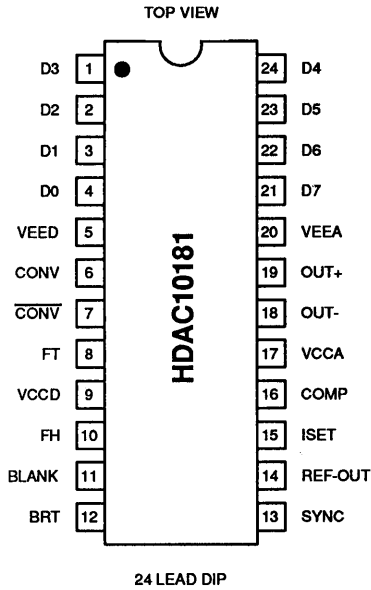 TOP VIEW
D3 1 24 D4
D2 2 23 D5
D1 3 22 D6
D0 4 21 D7
VEED 5 20 VEEA
CONV 6 19 OUT+
C̅O̅N̅V̅ 7 18 OUT-
FT 8 17 VCCA
VCCD 9 16 COMP
FH 10 15 ISET
BLANK 11 14 REF-OUT
BRT 12 13 SYNC
HDAC10181
24 LEAD DIP